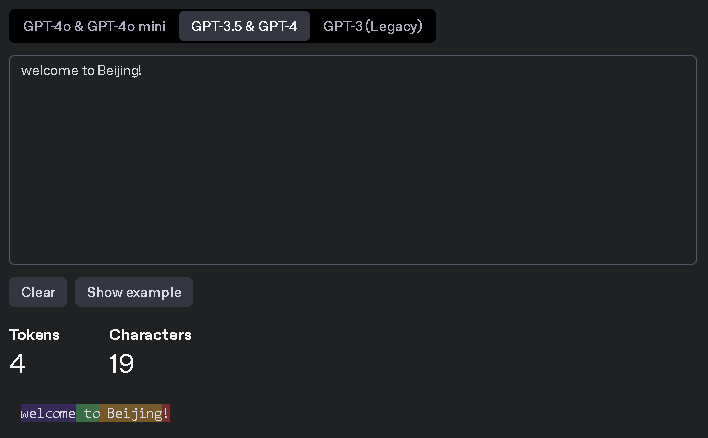 GPT-4o & GPT-4o mini GPT-3.5 & GPT-4 GPT-3 (Legacy)
welcome to Beijing!
Clear Show example
Tokens Characters
4 19
welcome to Beijing!